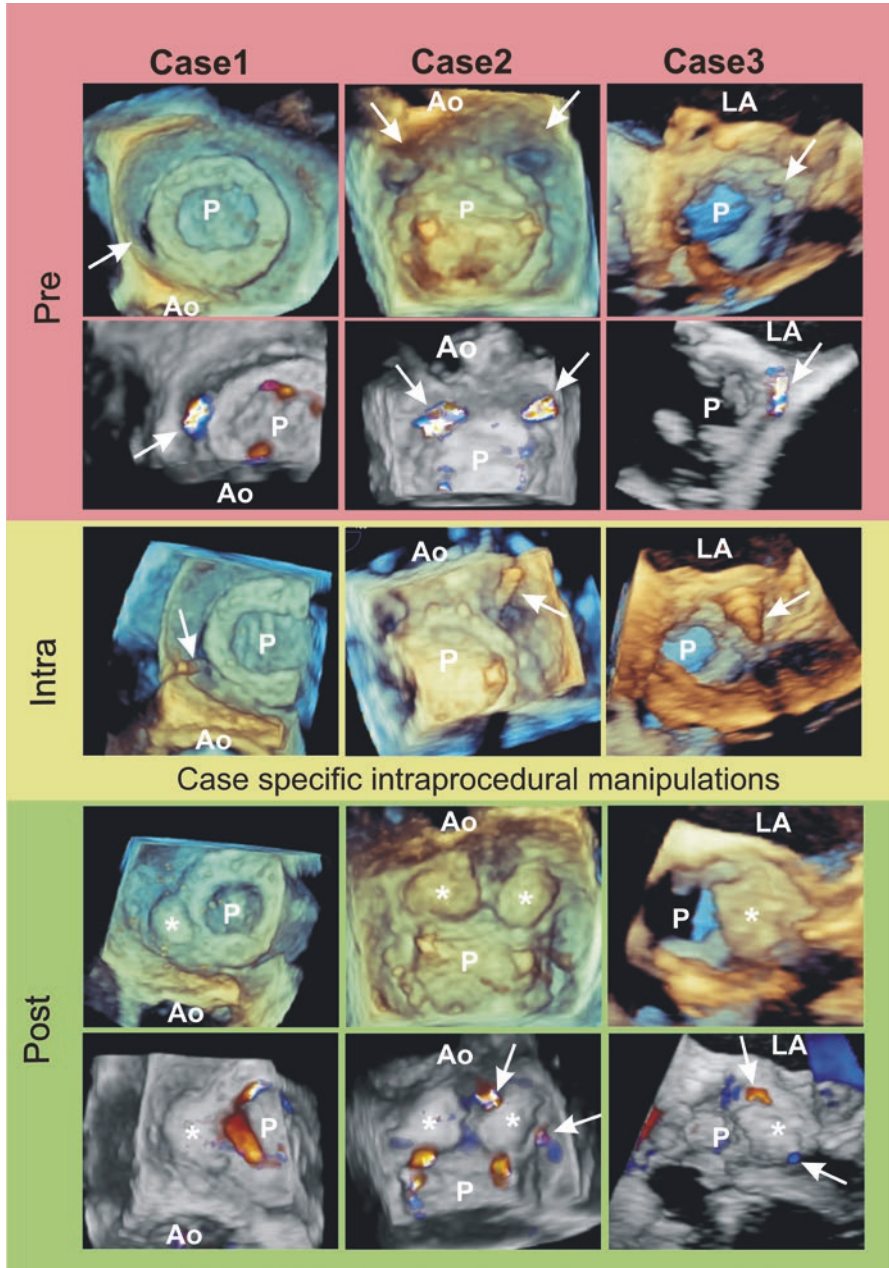 Case1 Case2 Case3
Pre
Ao LA
P P P
Ao
Ao LA
P P P
Ao
Intra
Ao LA
P P P
Ao
Case specific intraprocedural manipulations
Post
Ao LA
* P * * P P *
Ao
Ao LA
* P * * P P *
Ao